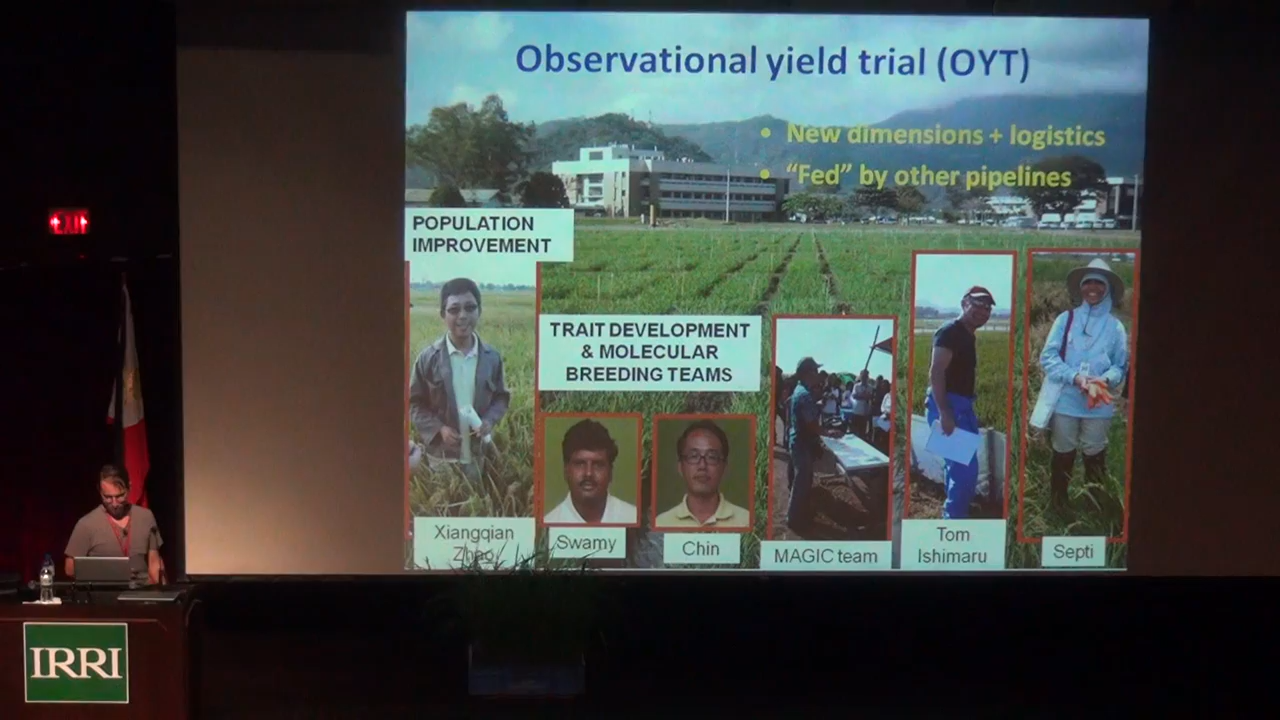 Observational yield trial (OYT)
• New dimensions + logistics
• “Fed” by other pipelines
POPULATION
IMPROVEMENT
TRAIT DEVELOPMENT
& MOLECULAR
BREEDING TEAMS
Xiangqian
Zhao
Swamy
Chin
MAGIC team
Tom
Ishimaru
Septi
EXIT
IRRI